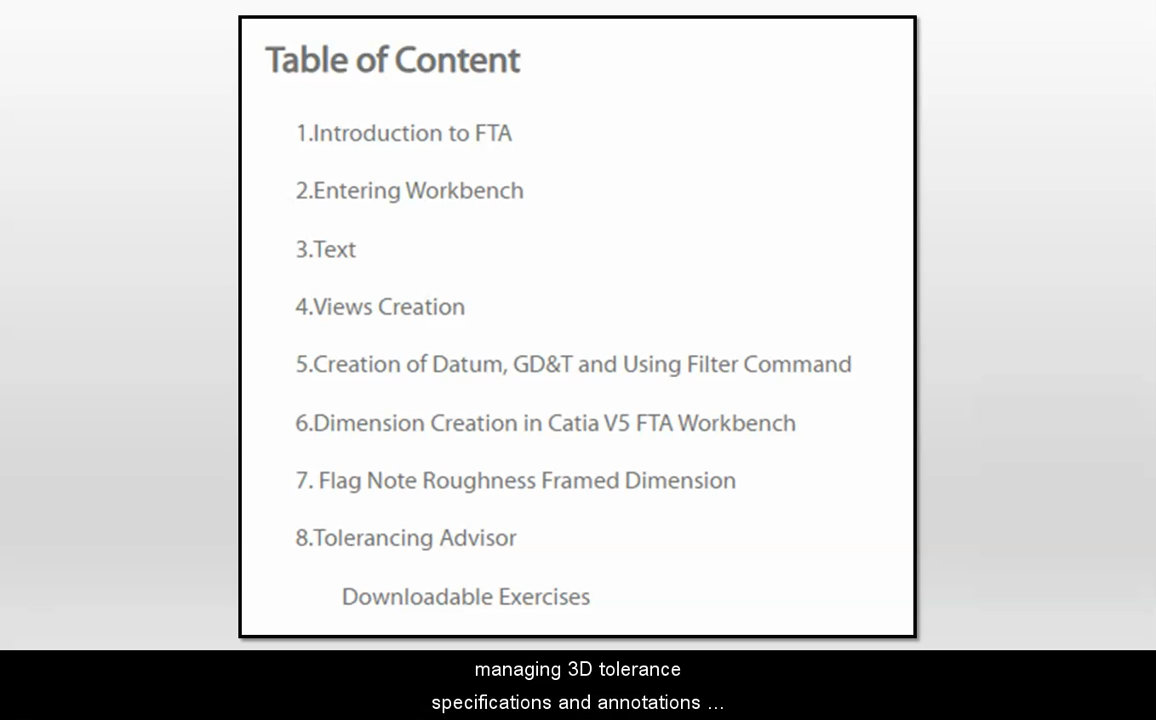 Table of Content
1.Introduction to FTA
2.Entering Workbench
3.Text
4.Views Creation
5.Creation of Datum, GD&T and Using Filter Command
6.Dimension Creation in Catia V5 FTA Workbench
7. Flag Note Roughness Framed Dimension
8.Tolerancing Advisor
Downloadable Exercises
managing 3D tolerance
specifications and annotations ...